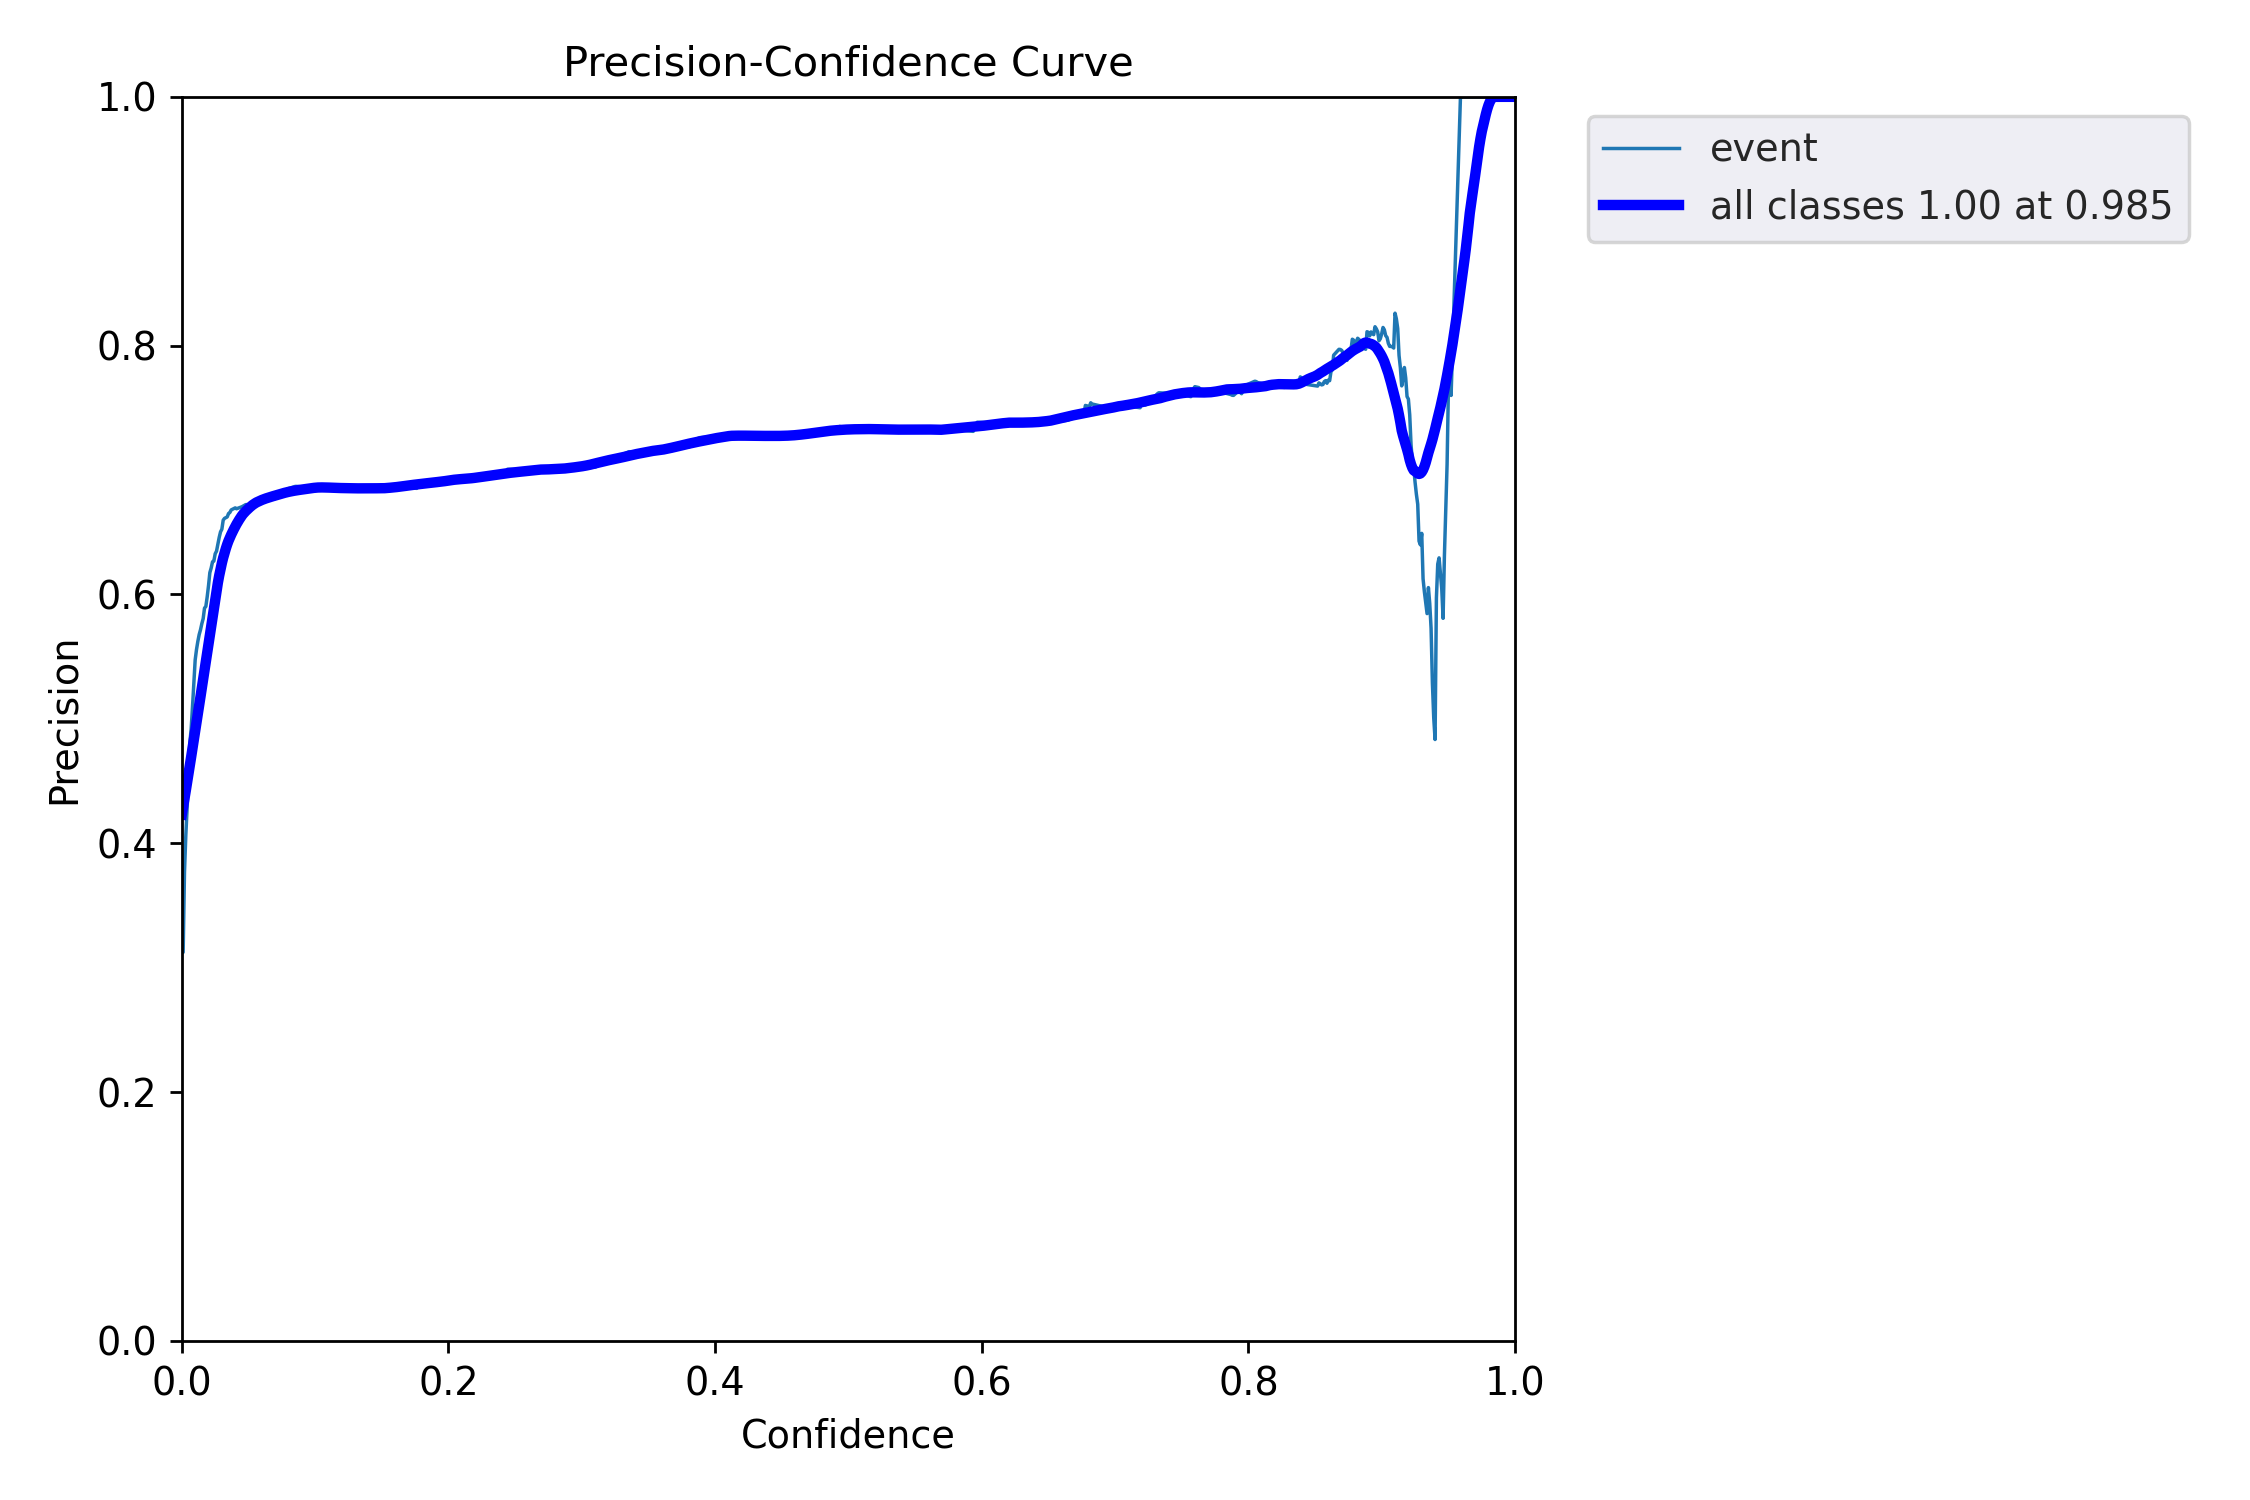 Precision-Confidence Curve
1.0
0.8
0.6
0.4
0.2
0.0
Precision
0.0 0.2 0.4 0.6 0.8 1.0
Confidence
event
all classes 1.00 at 0.985